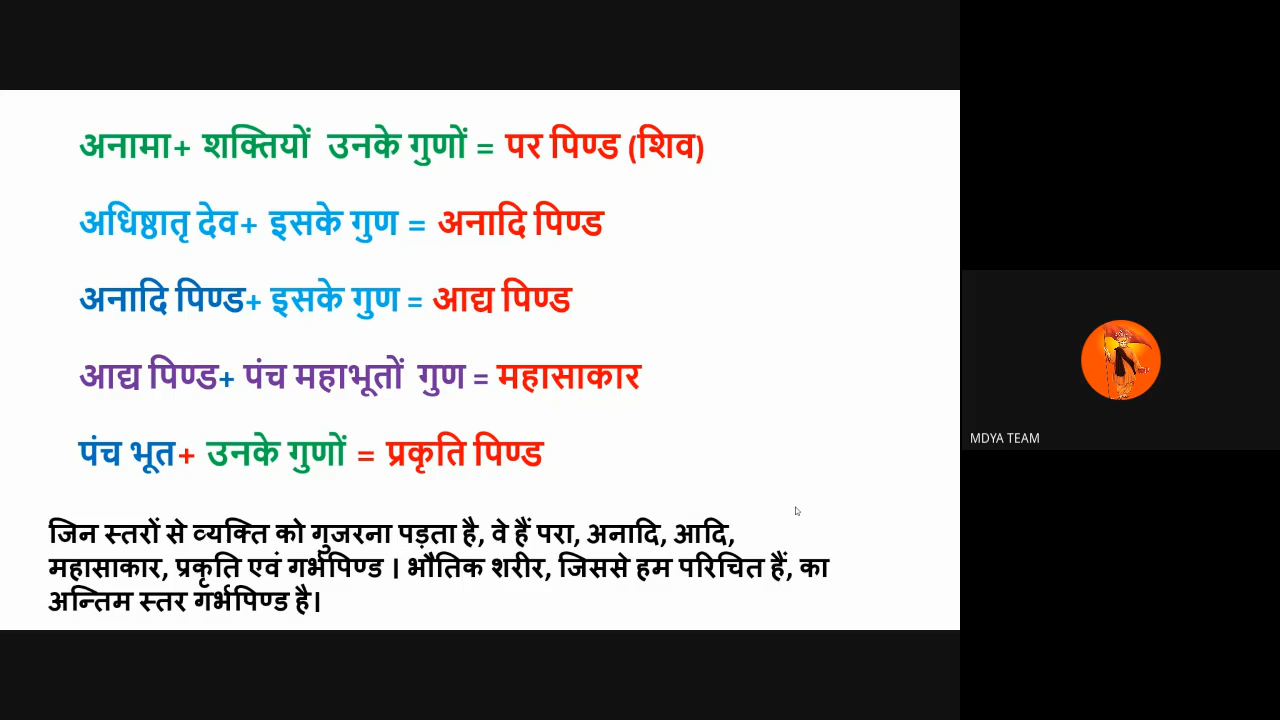 अनामा+ शक्तियों उनके गुणों = पर पिण्ड (शिव)
अधिष्ठातृ देव+ इसके गुण = अनादि पिण्ड
अनादि पिण्ड+ इसके गुण = आद्य पिण्ड
आद्य पिण्ड+ पंच महाभूतों गुण = महासाकार
पंच भूत+ उनके गुणों = प्रकृति पिण्ड
जिन स्तरों से व्यक्ति को गुजरना पड़ता है, वे हैं परा, अनादि, आदि,
महासाकार, प्रकृति एवं गर्भपिण्ड । भौतिक शरीर, जिससे हम परिचित हैं, का
अन्तिम स्तर गर्भपिण्ड है।
MDYA TEAM